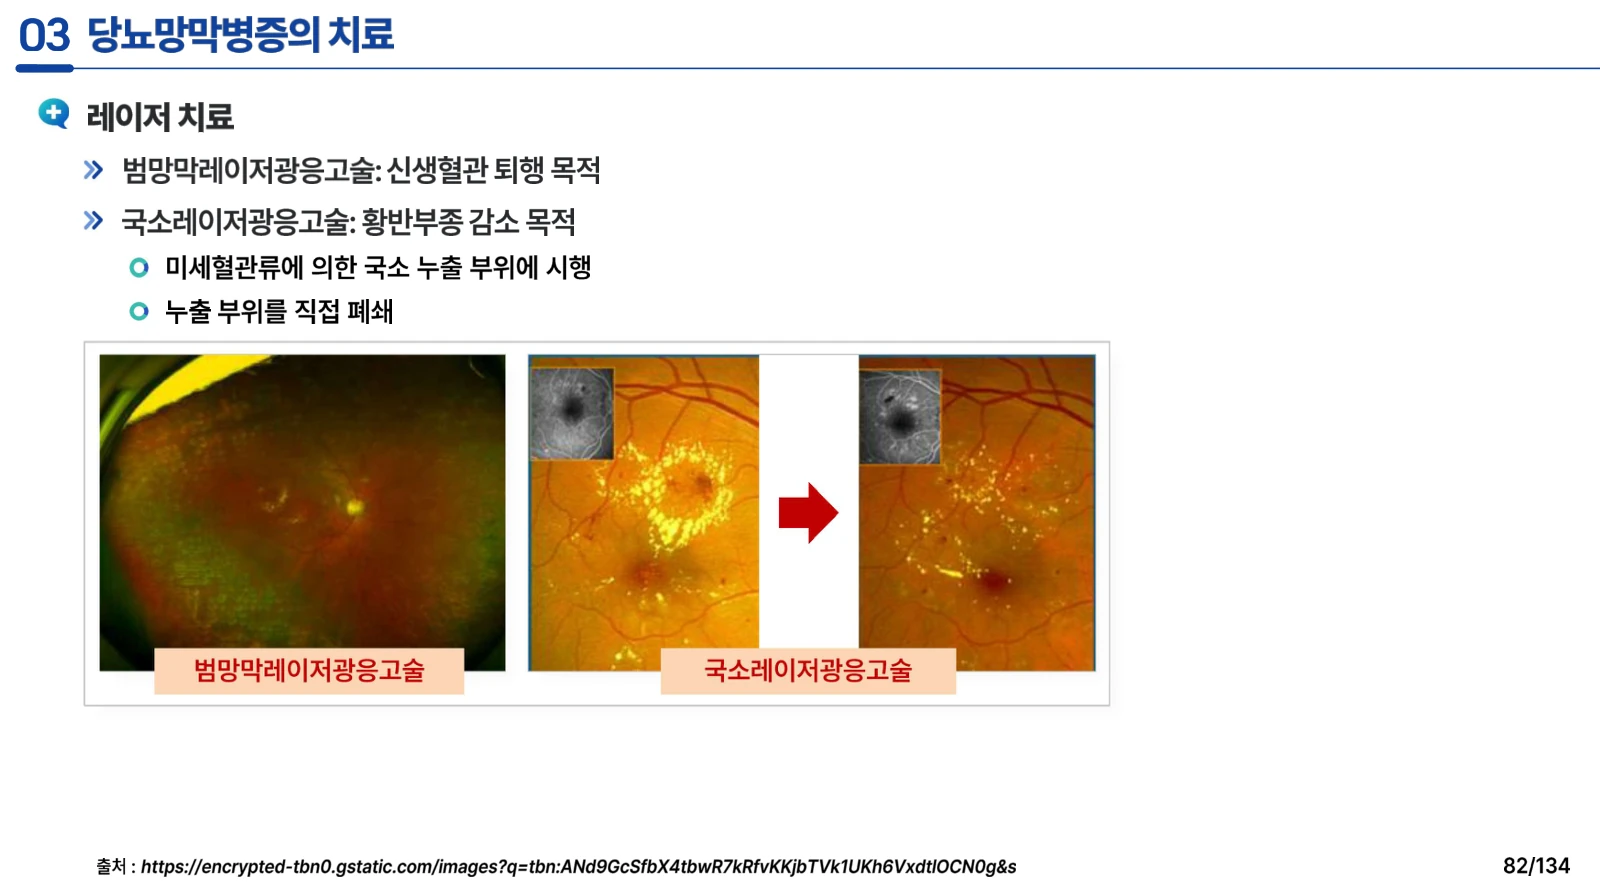 03 당뇨망막병증의 치료
레이저 치료
범망막레이저광응고술: 신생혈관 퇴행 목적
국소레이저광응고술: 황반부종 감소 목적
미세혈관류에 의한 국소 누출 부위에 시행
누출 부위를 직접 폐쇄
범망막레이저광응고술
국소레이저광응고술
출처 : https://encrypted-tbn0.gstatic.com/images?q=tbn:ANd9GcSfbX4tbwR7kRfvKKjbTVk1UKh6VxdtlOCN0g&s
82/134